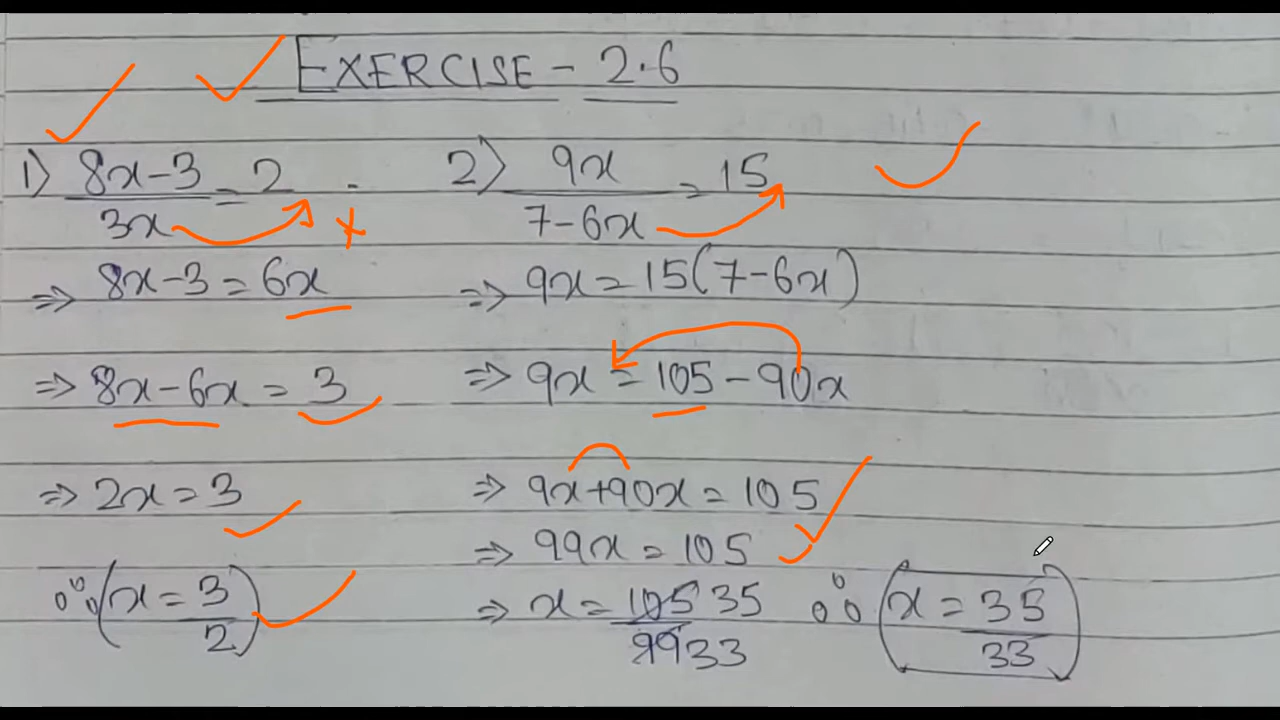 EXERCISE - 2.6
1) (8x-3)/3x = 2
⇒ 8x-3 = 6x
⇒ 8x-6x = 3
⇒ 2x = 3
∴ (x = 3/2)
2) 9x/(7-6x) = 15
⇒ 9x = 15(7-6x)
⇒ 9x = 105-90x
⇒ 9x+90x = 105
⇒ 99x = 105
⇒ x = 105/99 35/33
∴ (x = 35/33)